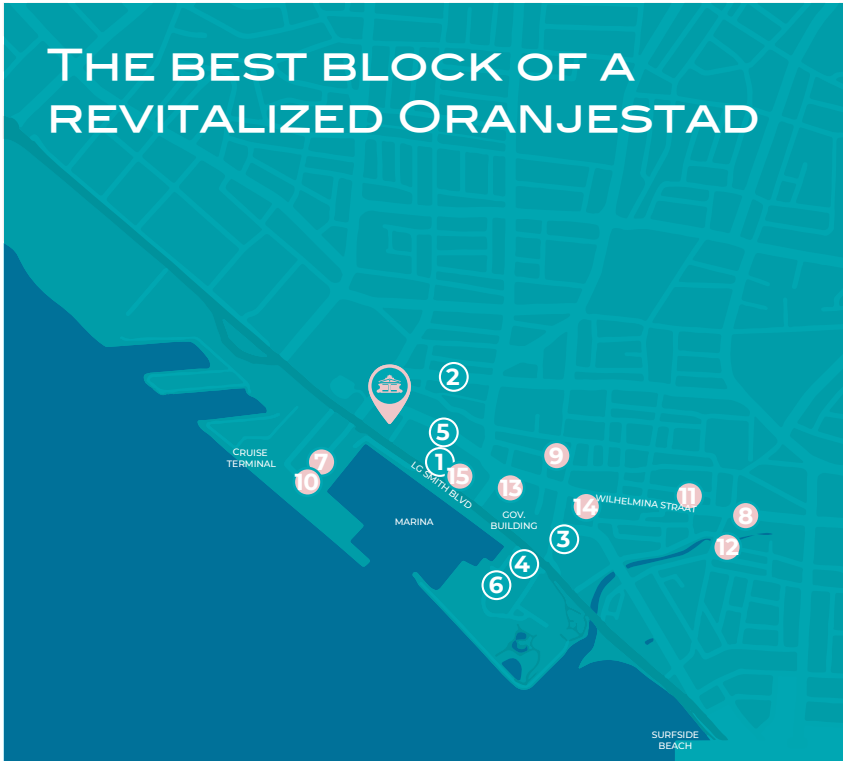 THE BEST BLOCK OF A
REVITALIZED ORANJESTAD
2
5
1
15
LG SMITH BLVD
CRUISE
TERMINAL
7
10
9
13
11
WILHELMINA STRAAT
14
8
GOV.
BUILDING
MARINA
3
12
4
6
SURFSIDE
BEACH